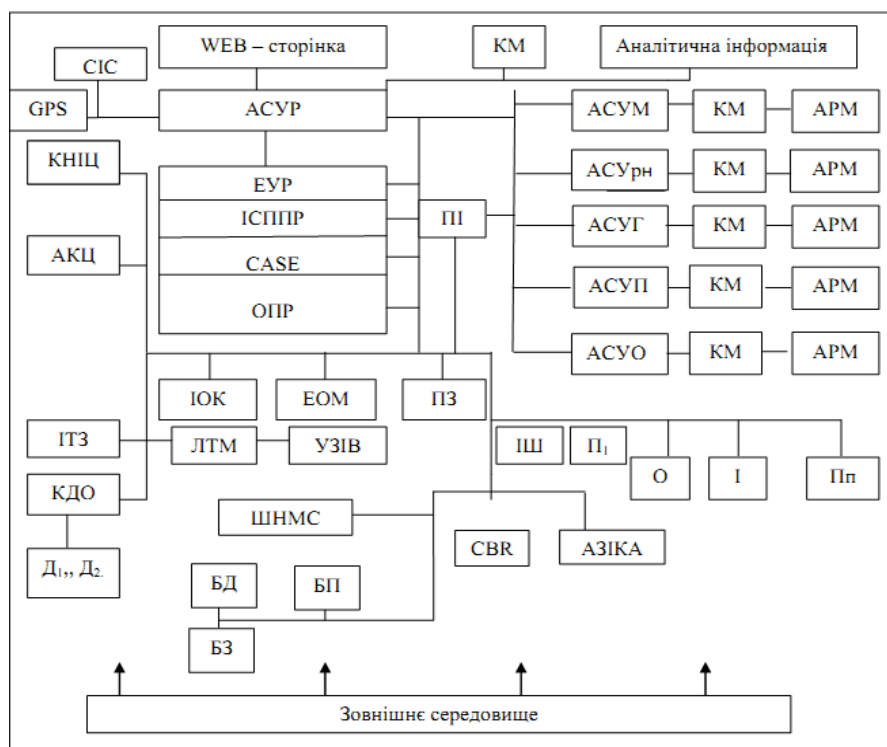 WEB – сторінка
КМ
Аналітична інформація
СІС
GPS
АСУР
АСУМ
КМ
АРМ
КНІЦ
ЕУР
ІСППР
CASE
ОПР
ПІ
АСУрн
КМ
АРМ
АСУГ
КМ
АРМ
АКЦ
АСУП
КМ
АРМ
АСУО
КМ
АРМ
ІОК
ЕОМ
ПЗ
ІТЗ
ЛТМ
УЗІВ
ІШ
П1
О
І
Пп
КДО
ШНМС
CBR
АЗІКА
Д1,, Д2.
БД
БП
БЗ
Зовнішнє середовище